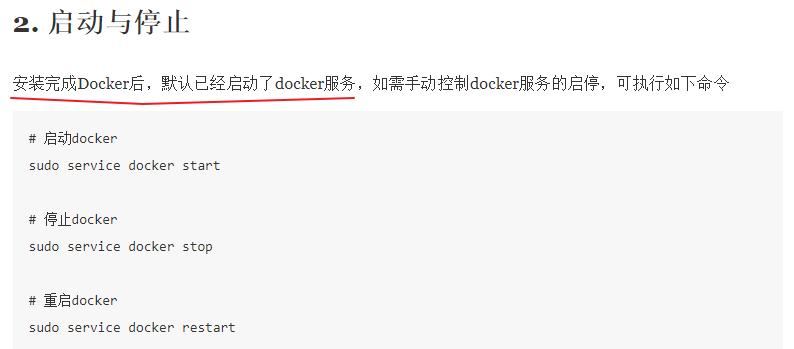 2. 启动与停止
安装完成Docker后，默认已经启动了docker服务，如需手动控制docker服务的启停，可执行如下命令
# 启动docker
sudo service docker start
# 停止docker
sudo service docker stop
# 重启docker
sudo service docker restart